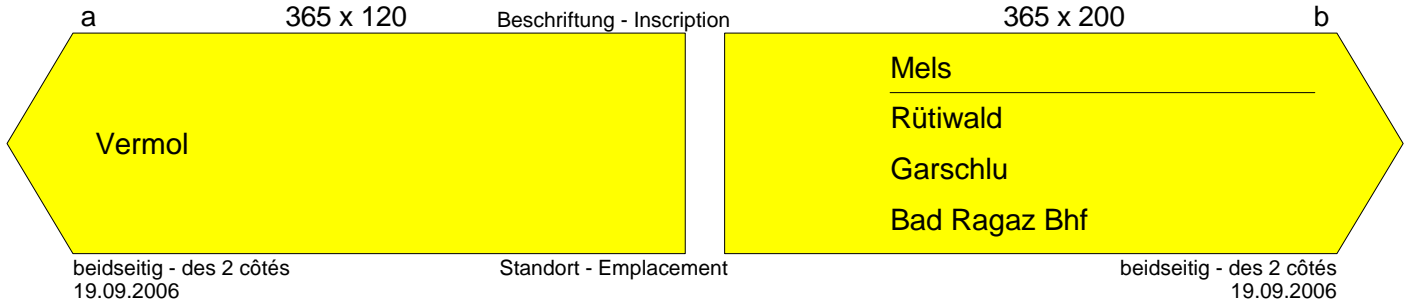 a 365 x 120 Beschriftung - Inscription 365 x 200 b
Vermol
Mels
Rütiwald
Garschlu
Bad Ragaz Bhf
beidseitig - des 2 côtés Standort - Emplacement beidseitig - des 2 côtés
19.09.2006 19.09.2006